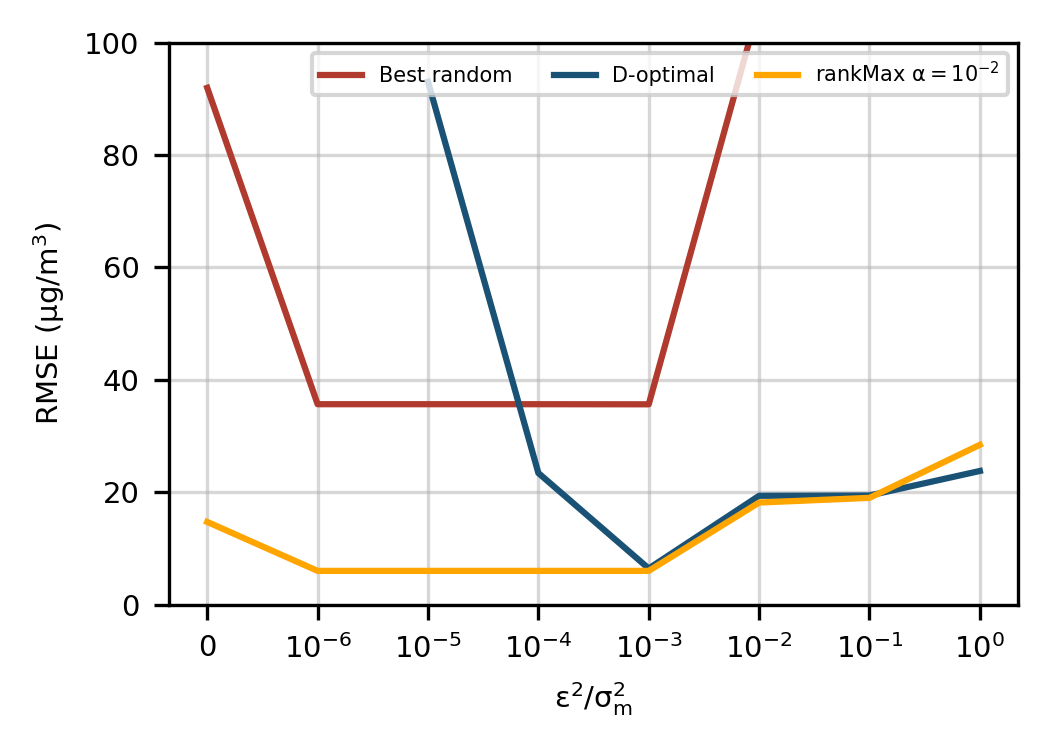 100
Best random D-optimal rankMax α = 10⁻²
80
60
40
20
0
RMSE (µg/m³)
0 10⁻⁶ 10⁻⁵ 10⁻⁴ 10⁻³ 10⁻² 10⁻¹ 10⁰
ε²/σ²ₘ